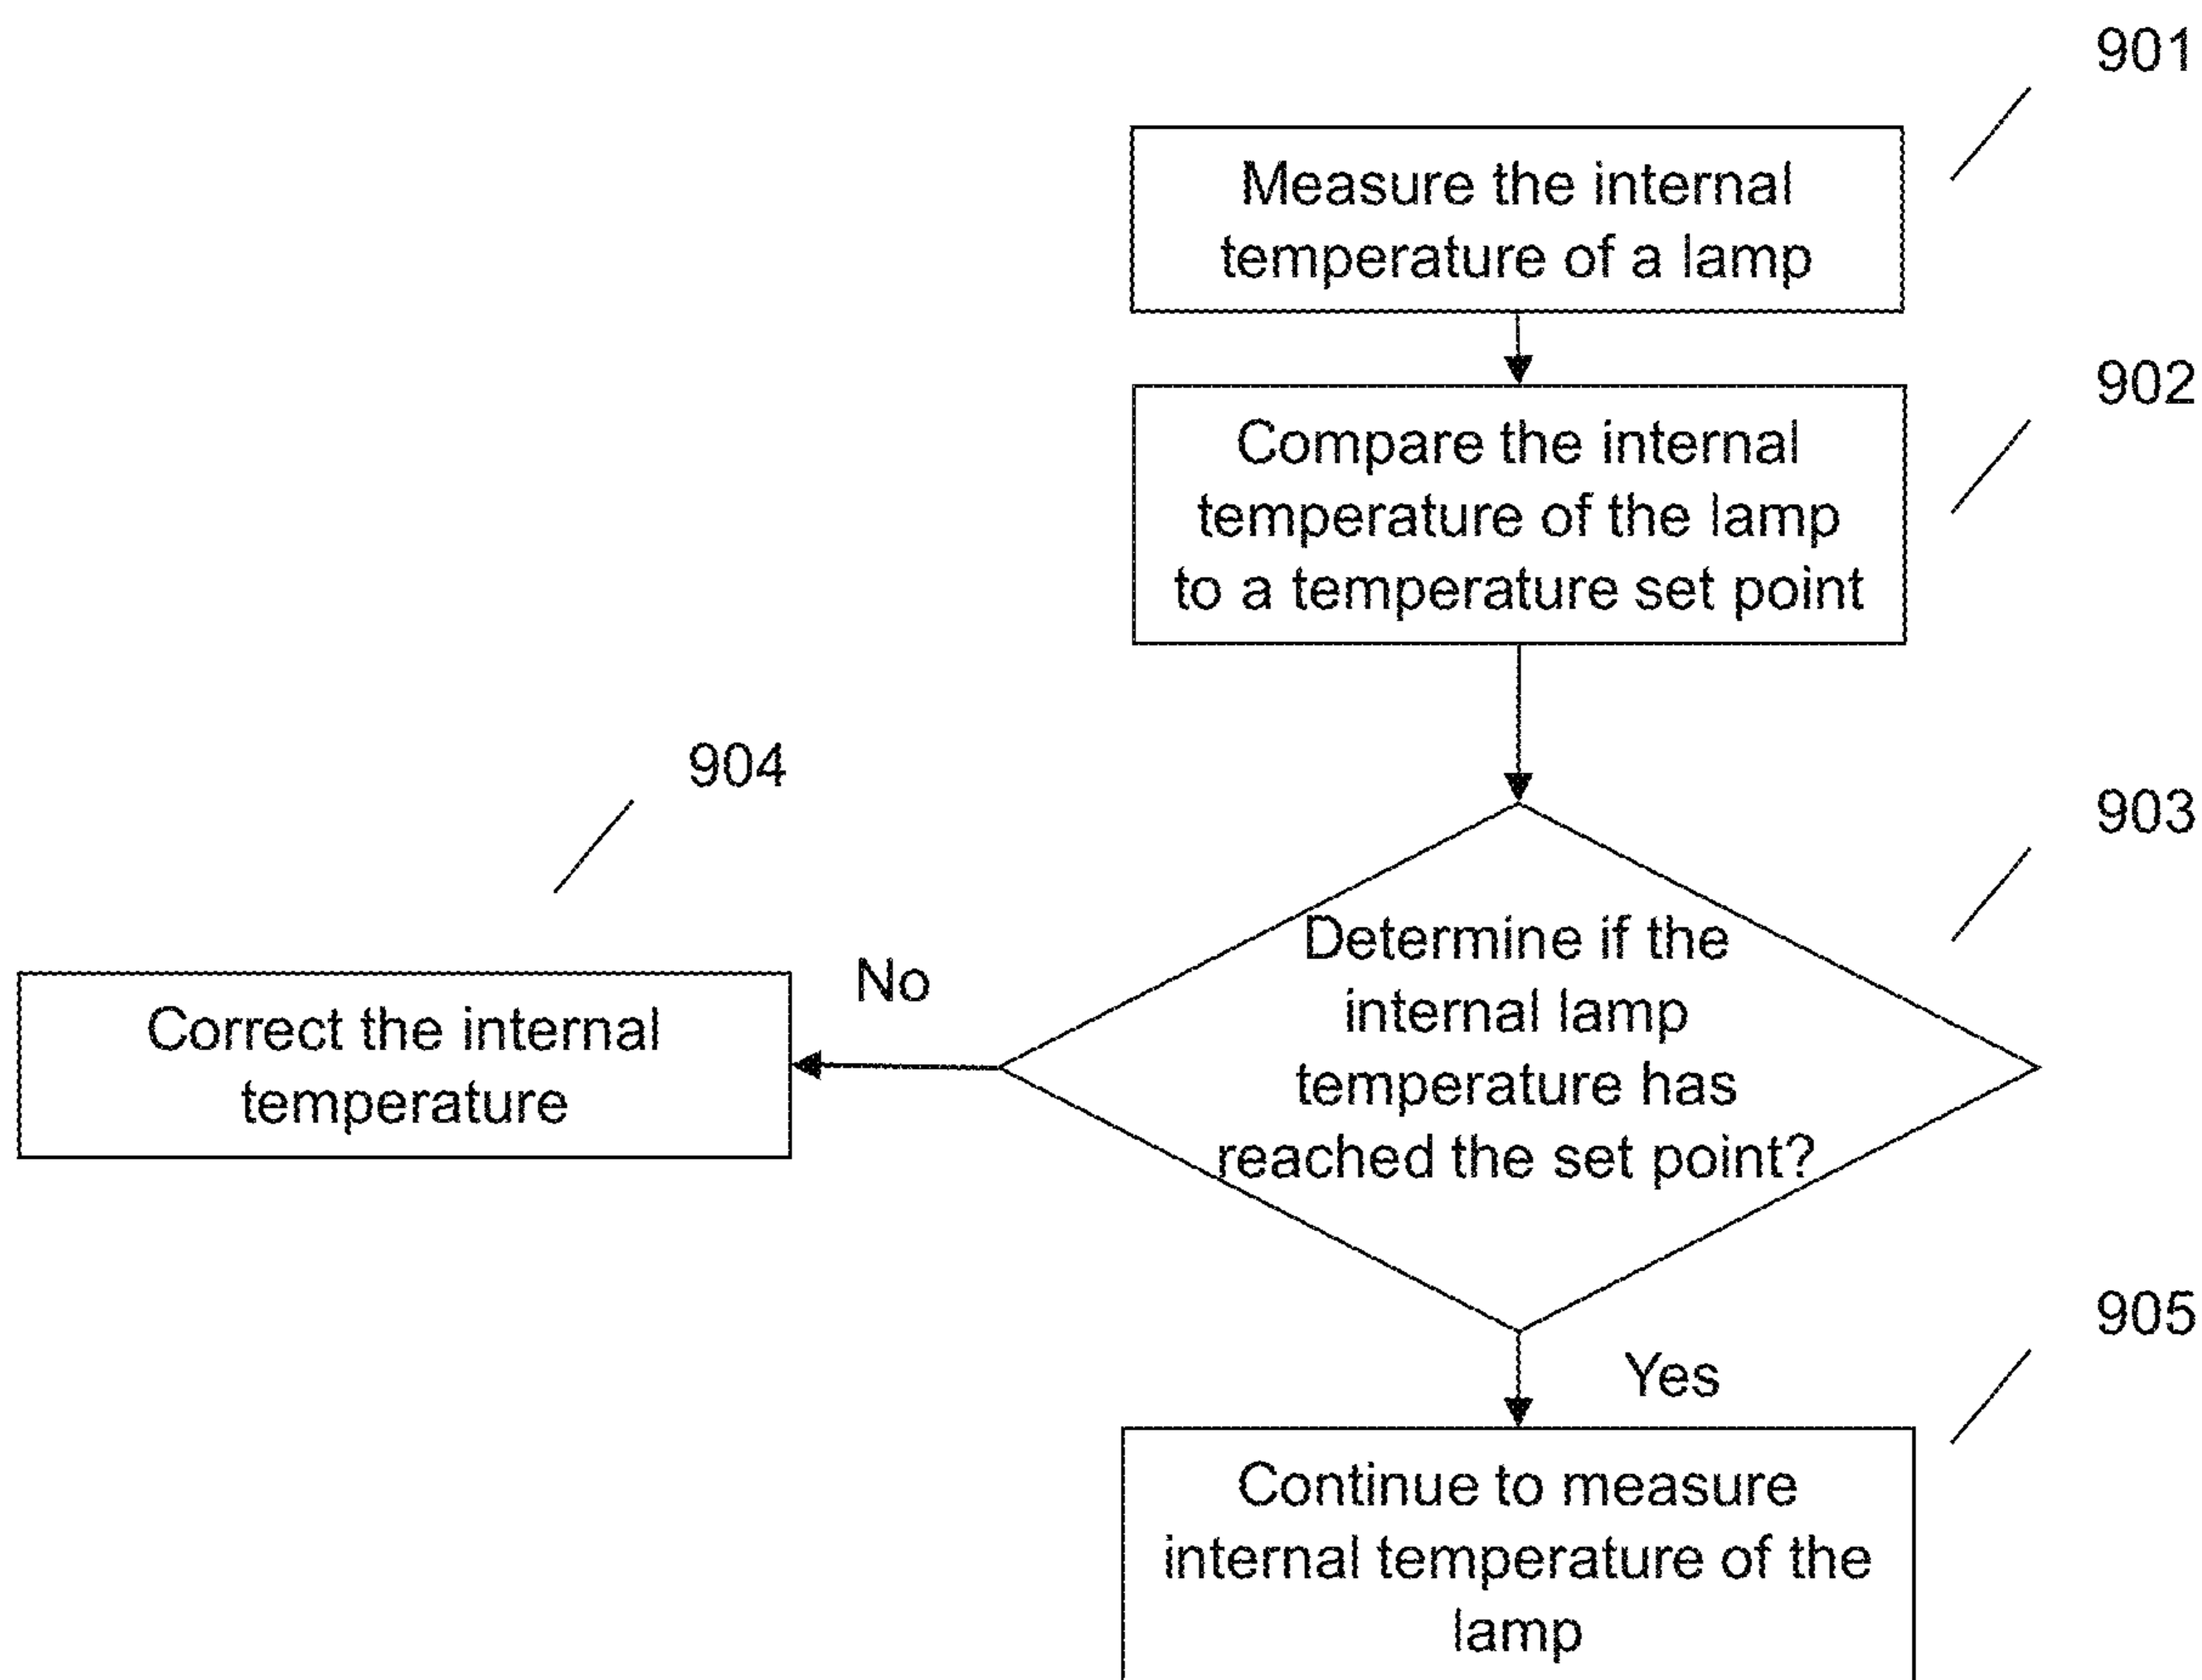 901
Measure the internal
temperature of a lamp
902
Compare the internal
temperature of the lamp
to a temperature set point
904
903
Determine if the
internal lamp
temperature has
reached the set point?
No
Correct the internal
temperature
905
Yes
Continue to measure
internal temperature of the
lamp